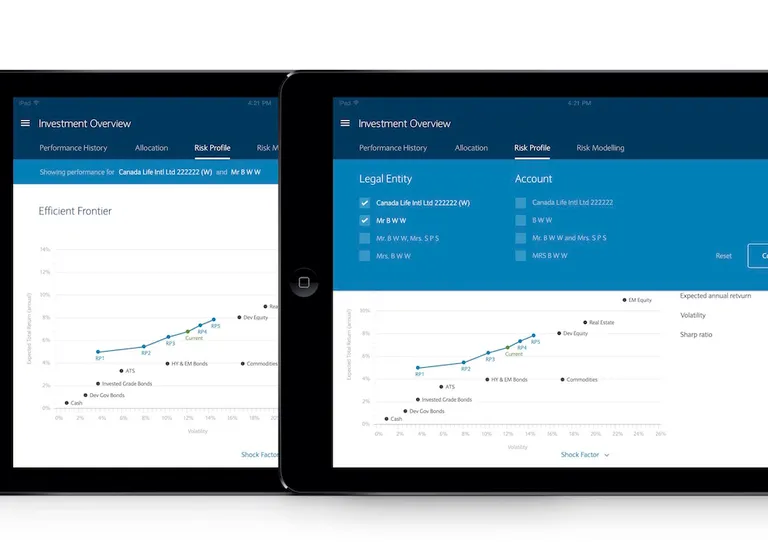 iPad
4:21 PM
Investment Overview
Performance History Allocation Risk Profile Risk M
Showing performance for Canada Life Intl Ltd 222222 (W) and Mr B W W
Efficient Frontier
Expected Total Return (annual)
14%
12%
10%
8%
6%
4%
2%
0%
Rea
Dev Equity
RP5
RP4
Current
RP3
RP2
RP1
HY & EM Bonds
Commodities
ATS
Invested Grade Bonds
Dev Gov Bonds
Cash
0% 2% 4% 6% 8% 10% 12% 14% 16% 18% 20%
Volatility
Shock Factor
iPad
4:21 PM
Investment Overview
Performance History Allocation Risk Profile Risk Modelling
Legal Entity
Canada Life Intl Ltd 222222 (W)
Mr B W W
Mr. B W W, Mrs. S P S
Mrs. B W W
Account
Canada Life Intl Ltd 222222
B W W
Mr. B W W and Mrs. S P S
MRS B W W
Reset
Co
Expected annual retvurn
Volatility
Sharp ratio
Expected Total Return (annual)
10%
8%
6%
4%
2%
0%
EM Equity
Real Estate
Dev Equity
RP5
RP4
Current
RP3
RP2
RP1
HY & EM Bonds
Commodities
ATS
Invested Grade Bonds
Dev Gov Bonds
Cash
0% 2% 4% 6% 8% 10% 12% 14% 16% 18% 20% 22% 24% 26%
Volatility
Shock Factor